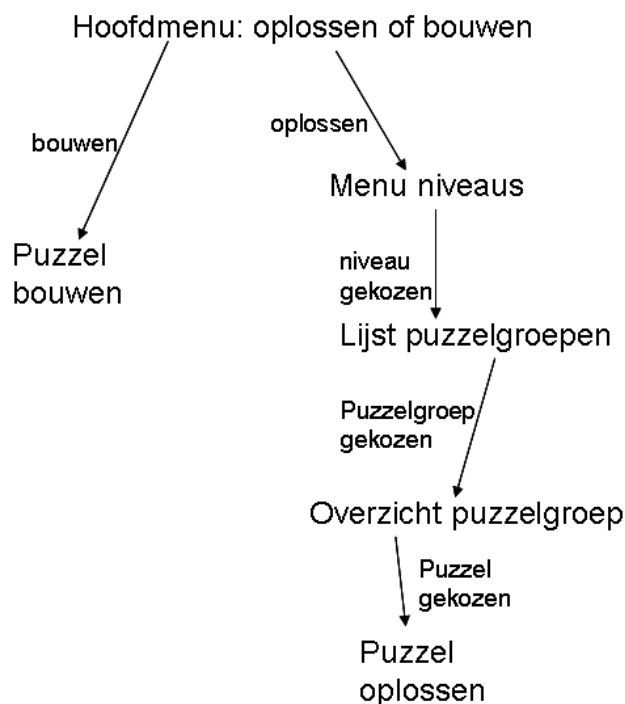 Hoofdmenu: oplossen of bouwen
oplossen
bouwen
Menu niveaus
Puzzel
bouwen
niveau
gekozen
Lijst puzzelgroepen
Puzzelgroep
gekozen
Overzicht puzzelgroep
Puzzel
gekozen
Puzzel
oplossen